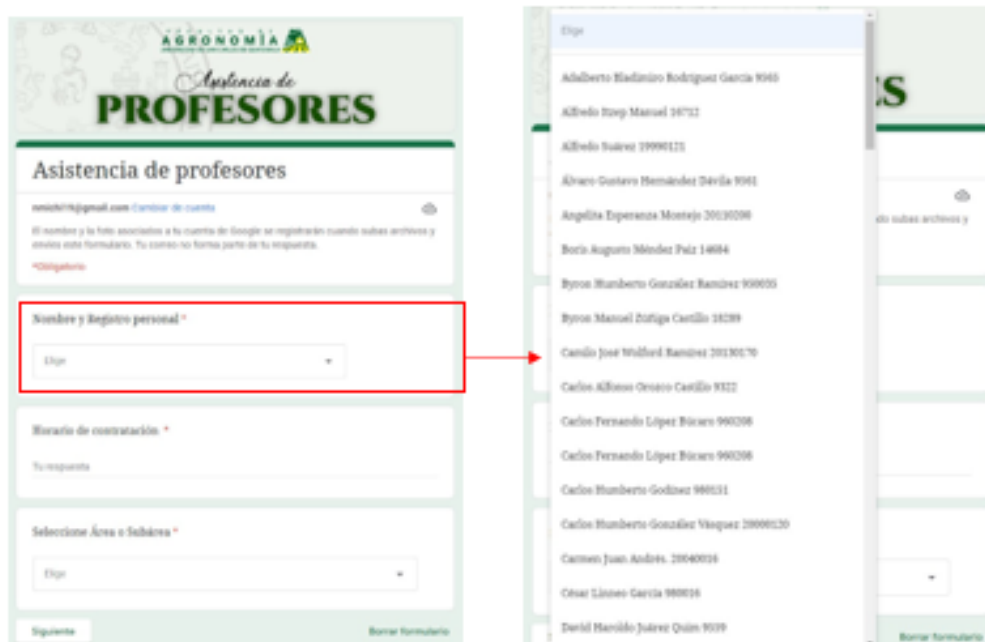 AGRONOMÍA
Asistencia de
PROFESORES
Asistencia de profesores
Cambiar de cuenta
El nombre y la foto asociados a tu cuenta de Google se registrarán cuando subas archivos y
envíes este formulario. Tu correo no forma parte de tu respuesta.
*Obligatorio
Nombre y Registro personal *
Elige
Horario de contratación *
Tu respuesta
Seleccione Área o Subárea *
Elige
Siguiente
Borrar formulario
Elige
Adalberto Bladimiro Rodríguez García
Alfredo Itzep Manuel 16712
Alfredo Suárez 19990121
Álvaro Gustavo Hernández Dávila
Angelita Esperanza Montejo 20110200
Boris Augusto Méndez Paiz 14684
Byron Humberto González Ramírez
Byron Manuel Zúñiga Castillo
Camilo José Wolford Ramírez 20130170
Carlos Alfonso Orozco Castillo 9322
Carlos Fernando López Búcaro 960208
Carlos Fernando López Búcaro 960208
Carlos Humberto Godínez 980131
Carlos Humberto González Vásquez 20000120
Carmen Juan Andrés. 20040016
César Linneo García 980016
David Haroldo Juárez Quim 9339
ES
do subas archivos y
Borrar formulario